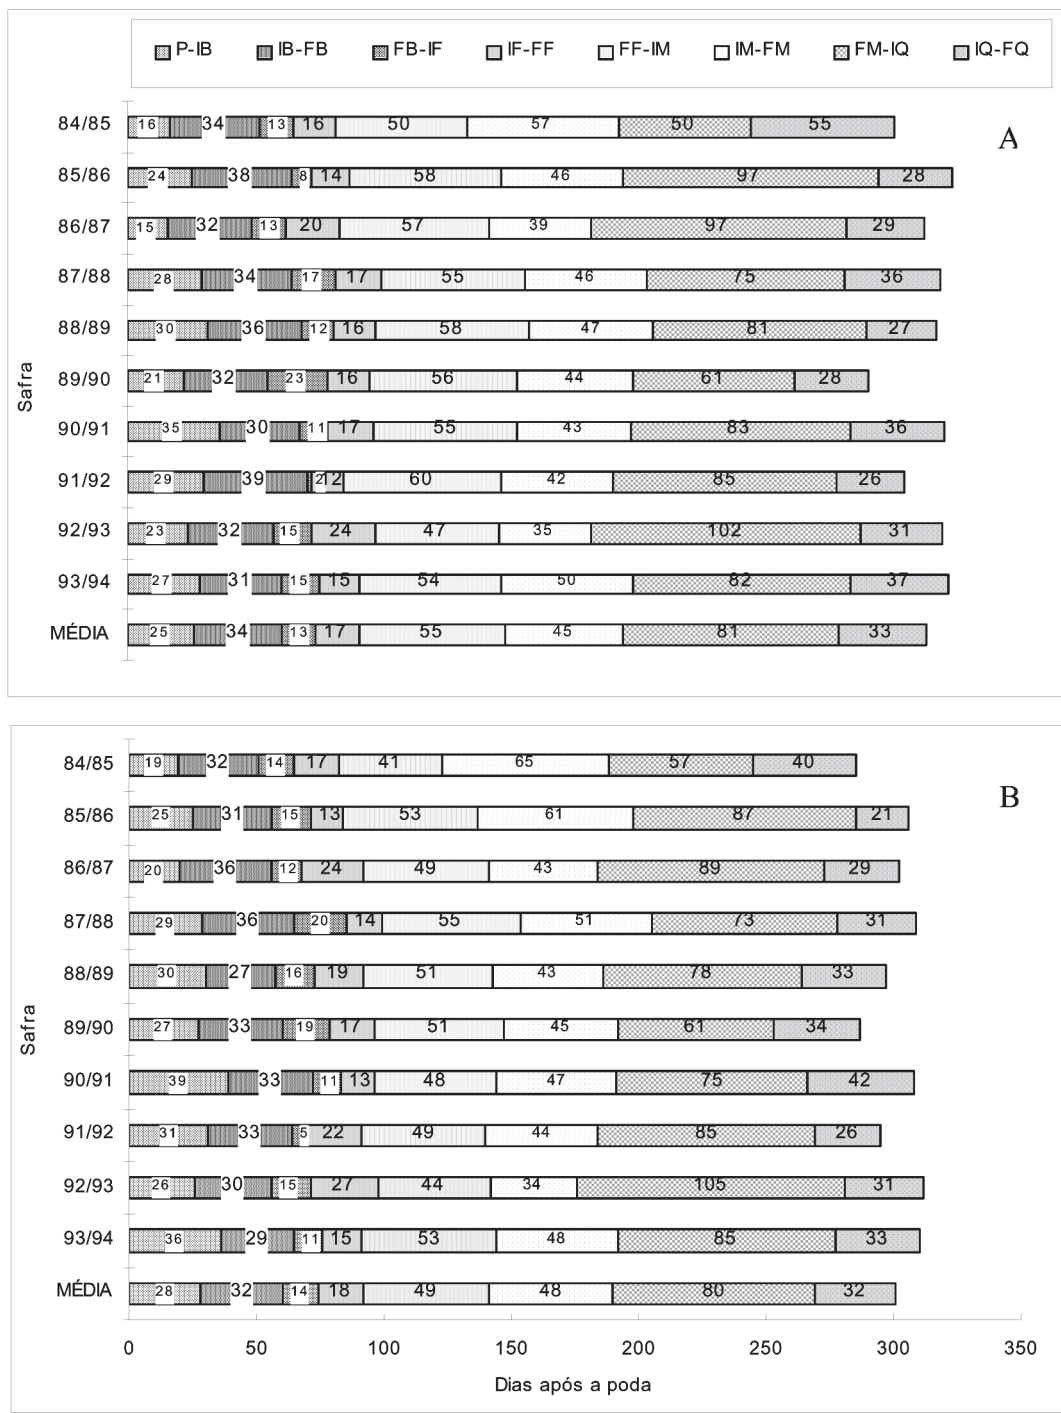 P-IB IB-FB FB-IF IF-FF FF-IM IM-FM FM-IQ IQ-FQ
A
Safra
84/85 16 34 13 16 50 57 50 55
85/86 24 38 8 14 58 46 97 28
86/87 15 32 13 20 57 39 97 29
87/88 28 34 17 17 55 46 75 36
88/89 30 36 12 16 58 47 81 27
89/90 21 32 23 16 56 44 61 28
90/91 35 30 11 17 55 43 83 36
91/92 29 39 2 12 60 42 85 26
92/93 23 32 15 24 47 35 102 31
93/94 27 31 15 15 54 50 82 37
MÉDIA 25 34 13 17 55 45 81 33
B
Safra
84/85 19 32 14 17 41 65 57 40
85/86 25 31 15 13 53 61 87 21
86/87 20 36 12 24 49 43 89 29
87/88 29 36 20 14 55 51 73 31
88/89 30 27 16 19 51 43 78 33
89/90 27 33 19 17 51 45 61 34
90/91 39 33 11 13 48 47 75 42
91/92 31 33 5 22 49 44 85 26
92/93 26 30 15 27 44 34 105 31
93/94 36 29 11 15 53 48 85 33
MÉDIA 28 32 14 18 49 48 80 32
0 50 100 150 200 250 300 350
Dias após a poda